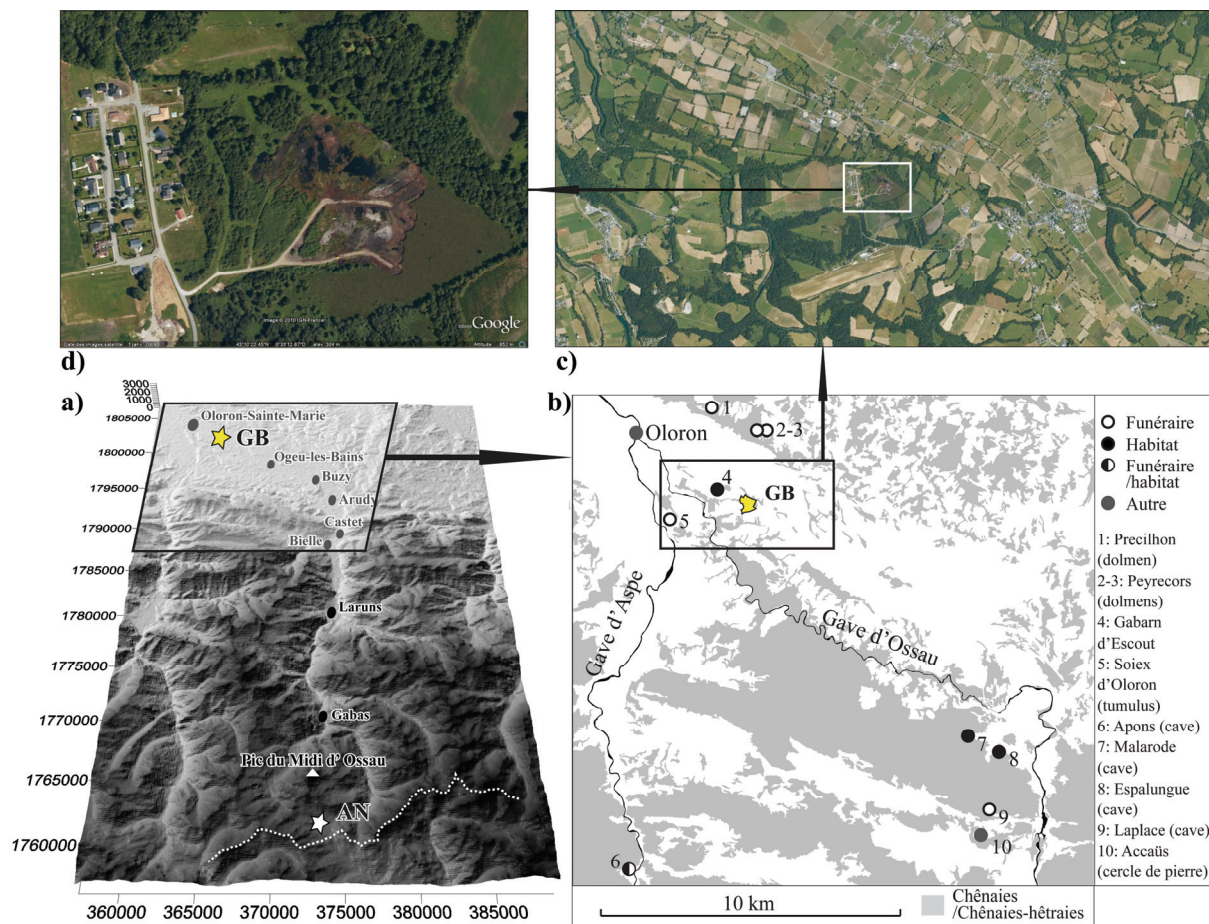 Image © 2010 IGN-France
Google
d)
c)
a)
3000
2000
1000
0
1805000
1800000
1795000
1790000
1785000
1780000
1775000
1770000
1765000
1760000
360000 365000 370000 375000 380000 385000
Oloron-Sainte-Marie
GB
Ogeu-les-Bains
Buzy
Arudy
Castet
Bielle
Laruns
Gabas
Pic du Midi d' Ossau
AN
b)
1
2-3
Oloron
4
GB
5
Gave d'Aspe
Gave d'Ossau
7
8
9
10
6
10 km
Chênaies
/Chênaies-hêtraies
Funéraire
Habitat
Funéraire
/habitat
Autre
1: Precilhon
(dolmen)
2-3: Peyrecors
(dolmens)
4: Gabarn
d'Escout
5: Soiex
d'Oloron
(tumulus)
6: Apons (cave)
7: Malarode
(cave)
8: Espalungue
(cave)
9: Laplace (cave)
10: Accaüs
(cercle de pierre)